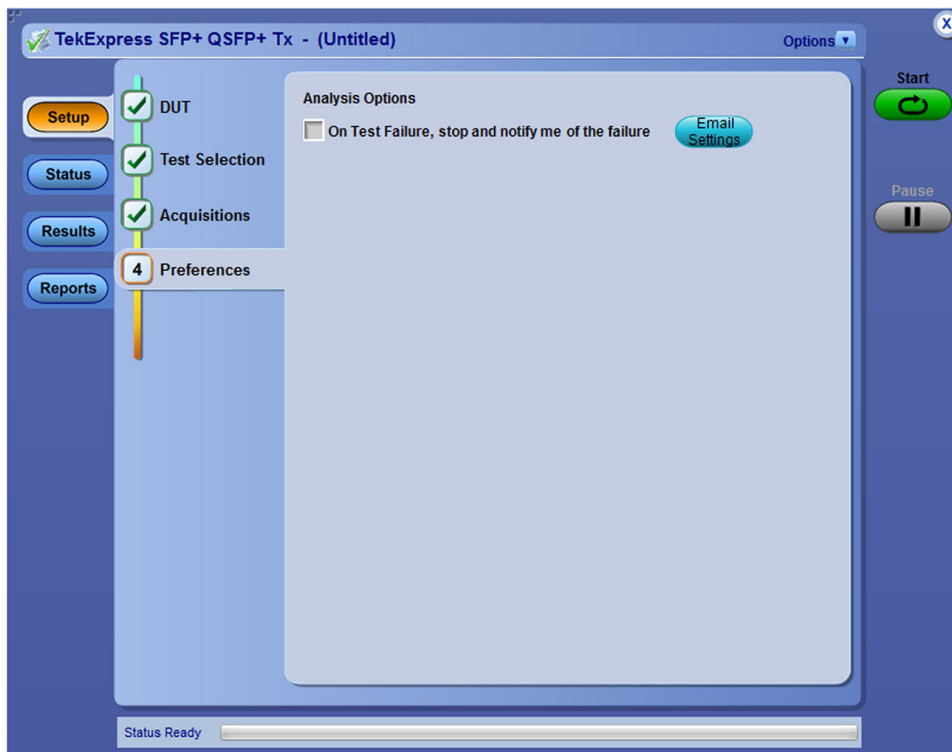 TekExpress SFP+ QSFP+ Tx - (Untitled)
Options
X
Setup
Status
Results
Reports
DUT
Test Selection
Acquisitions
4 Preferences
Analysis Options
On Test Failure, stop and notify me of the failure
Email
Settings
Start
Pause
Status Ready